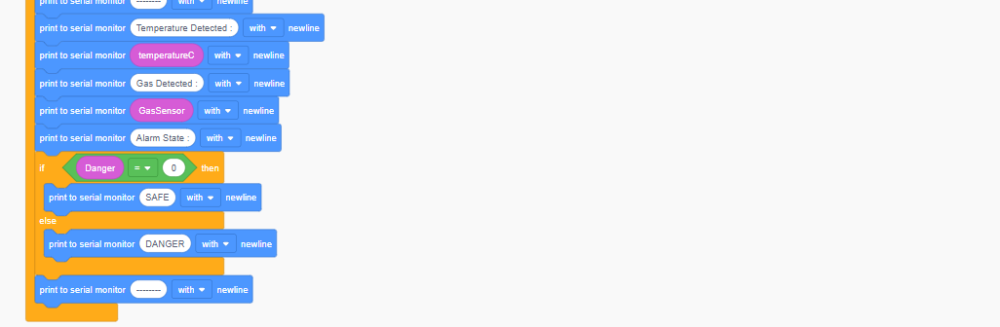 print to serial monitor -------- with newline
print to serial monitor Temperature Detected : with newline
print to serial monitor temperatureC with newline
print to serial monitor Gas Detected : with newline
print to serial monitor GasSensor with newline
print to serial monitor Alarm State : with newline
if Danger = 0 then
print to serial monitor SAFE with newline
else
print to serial monitor DANGER with newline
print to serial monitor -------- with newline